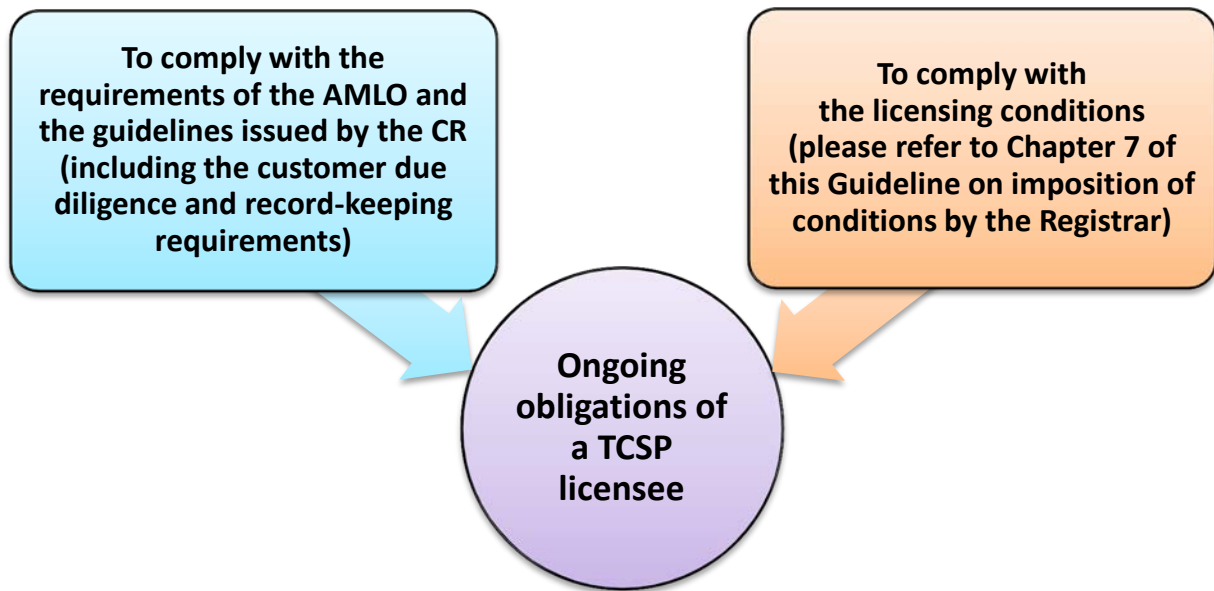 To comply with the
requirements of the AMLO and
the guidelines issued by the CR
(including the customer due
diligence and record-keeping
requirements)
To comply with
the licensing conditions
(please refer to Chapter 7 of
this Guideline on imposition of
conditions by the Registrar)
Ongoing
obligations of
a TCSP
licensee